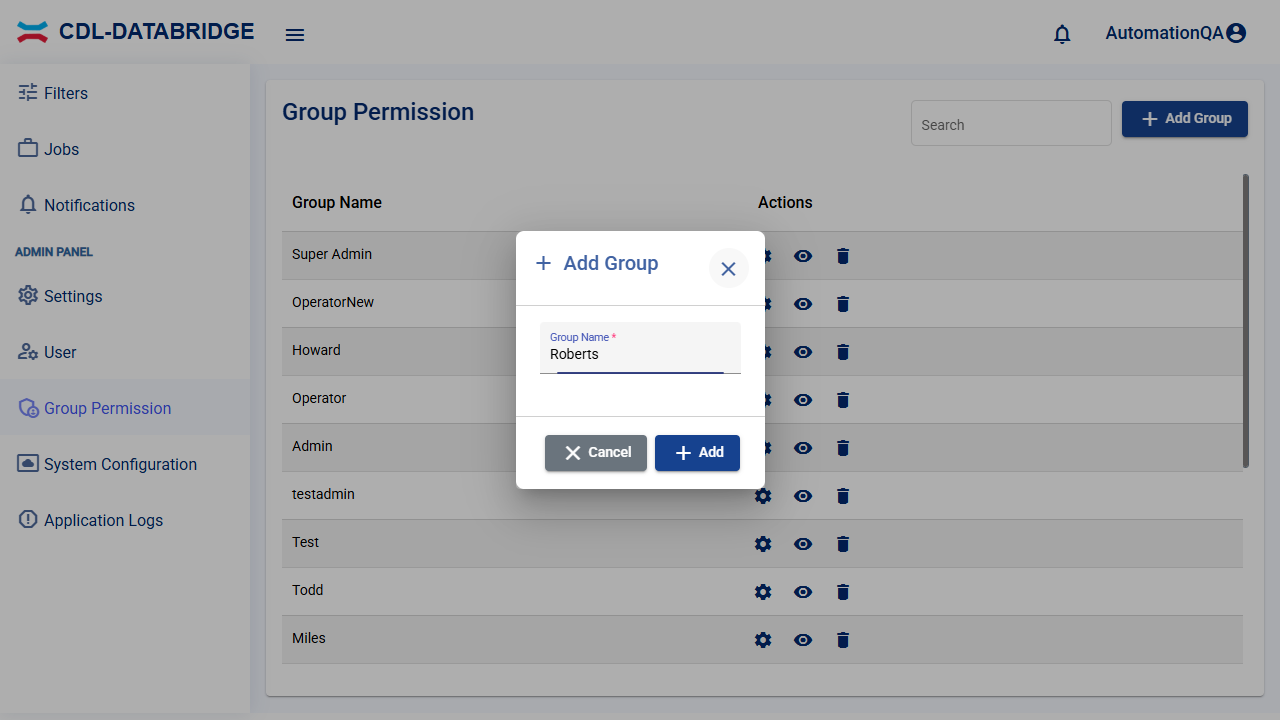 CDL-DATABRIDGE
AutomationQA
Filters
Jobs
Notifications
ADMIN PANEL
Settings
User
Group Permission
System Configuration
Application Logs
Group Permission
Search
Add Group
Group Name Actions
Super Admin
OperatorNew
Howard
Operator
Admin
testadmin
Test
Todd
Miles
Add Group
Group Name *
Roberts
Cancel
Add